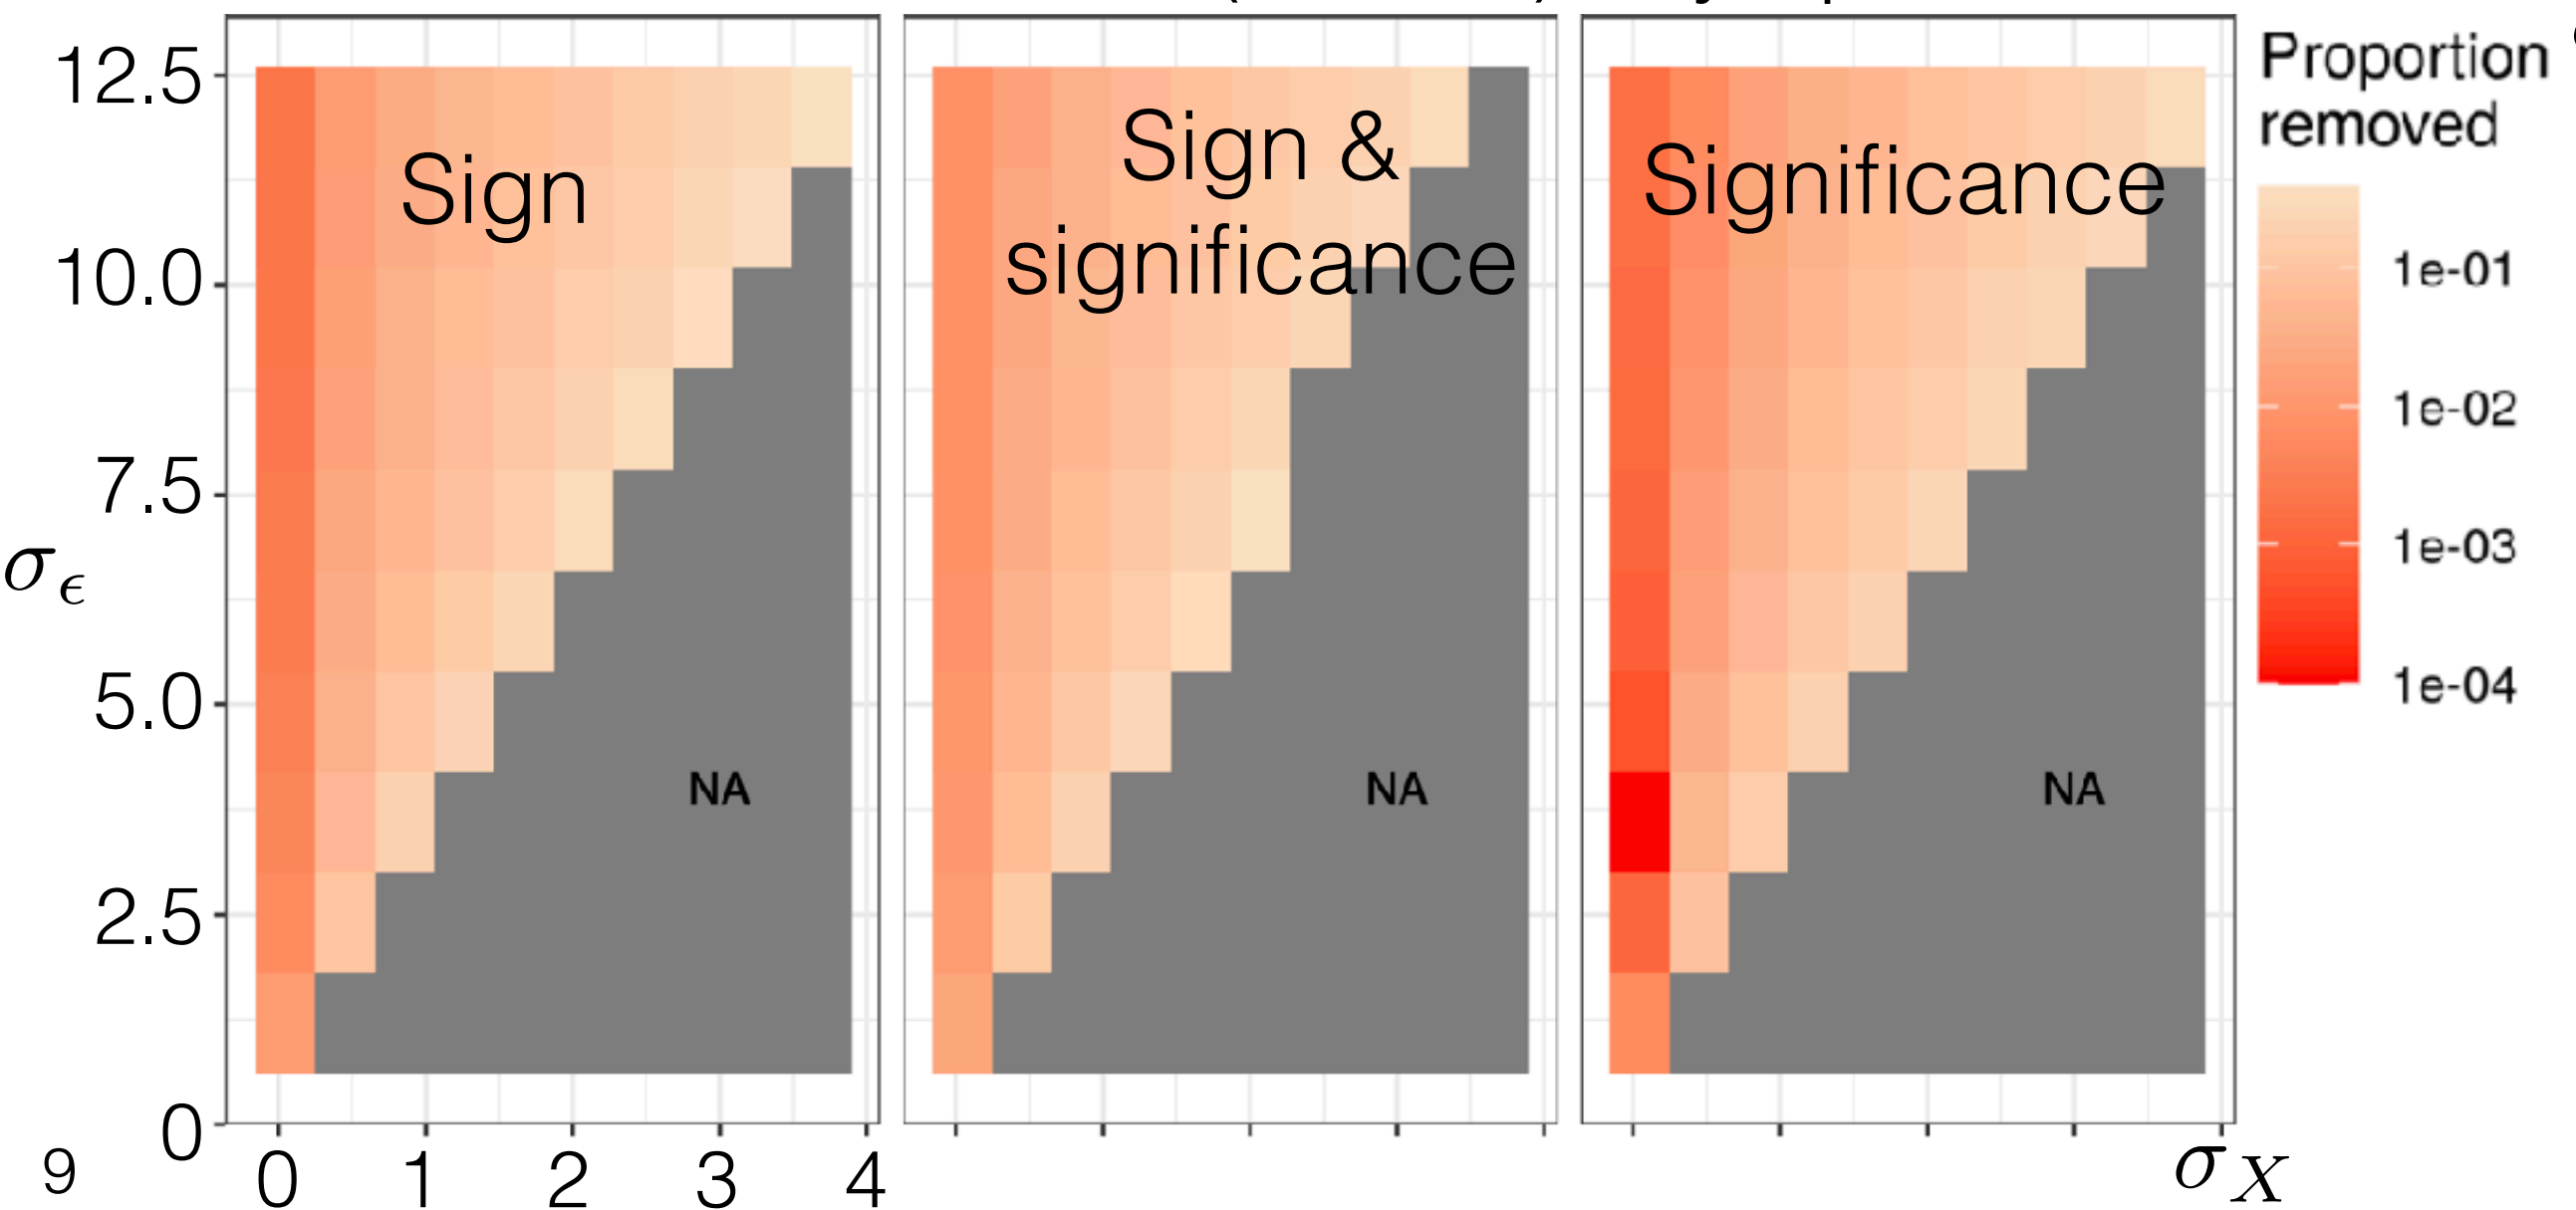 Sign
Sign &
significance
Significance
Proportion
removed
1e-01
1e-02
1e-03
1e-04
12.5
10.0
7.5
5.0
2.5
0
σϵ
NA
NA
NA
0 1 2 3 4
σX
9